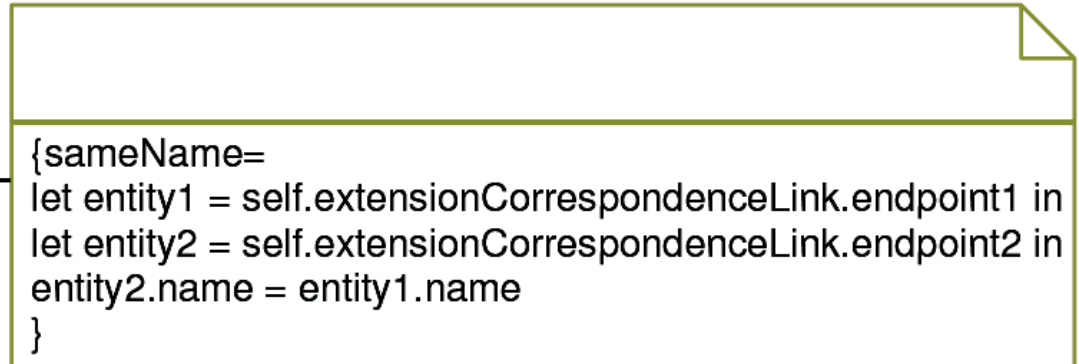 {sameName=
let entity1 = self.extensionCorrespondenceLink.endpoint1 in
let entity2 = self.extensionCorrespondenceLink.endpoint2 in
entity2.name = entity1.name
}